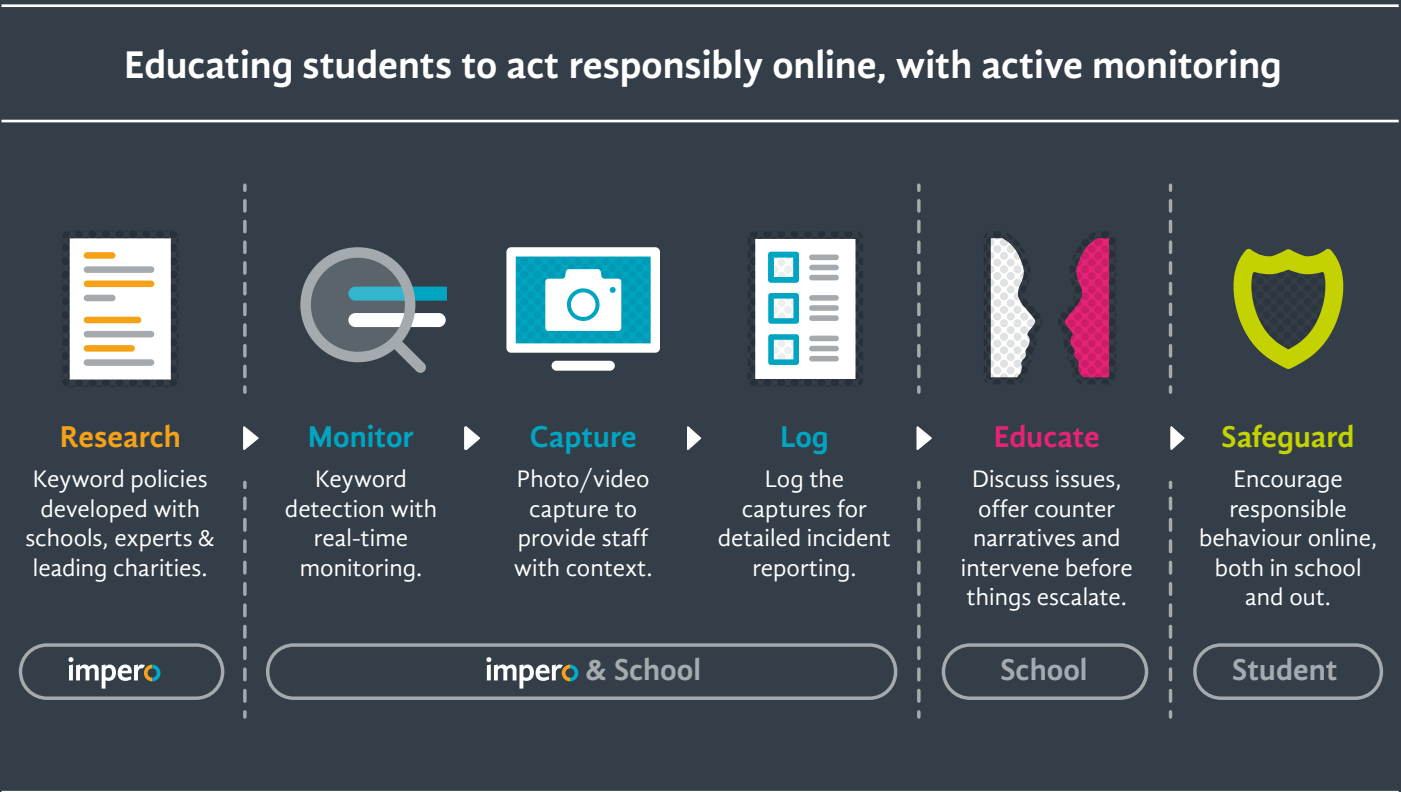 Educating students to act responsibly online, with active monitoring
Research
Keyword policies
developed with
schools, experts &
leading charities.
impero
Monitor
Keyword
detection with
real-time
monitoring.
Capture
Photo/video
capture to
provide staff
with context.
Log
Log the
captures for
detailed incident
reporting.
impero & School
Educate
Discuss issues,
offer counter
narratives and
intervene before
things escalate.
School
Safeguard
Encourage
responsible
behaviour online,
both in school
and out.
Student